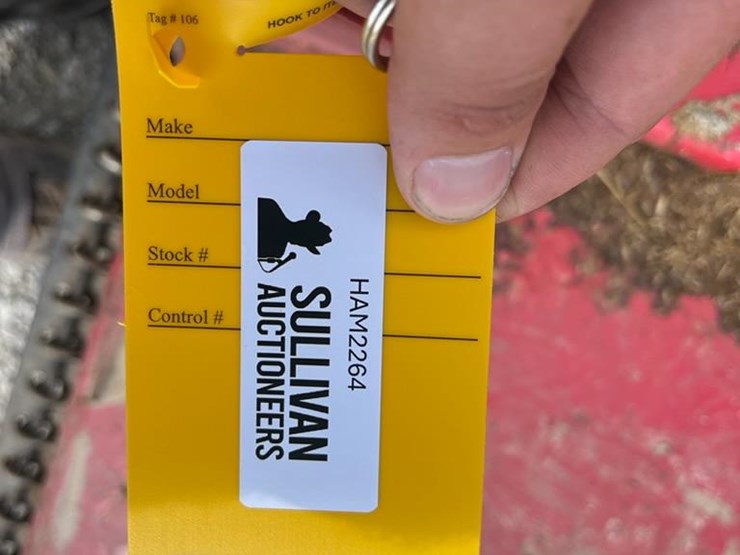 Tag # 106
HOOK TO
Make
Model
Stock #
Control #
HAM2264
SULLIVAN
AUCTIONEERS